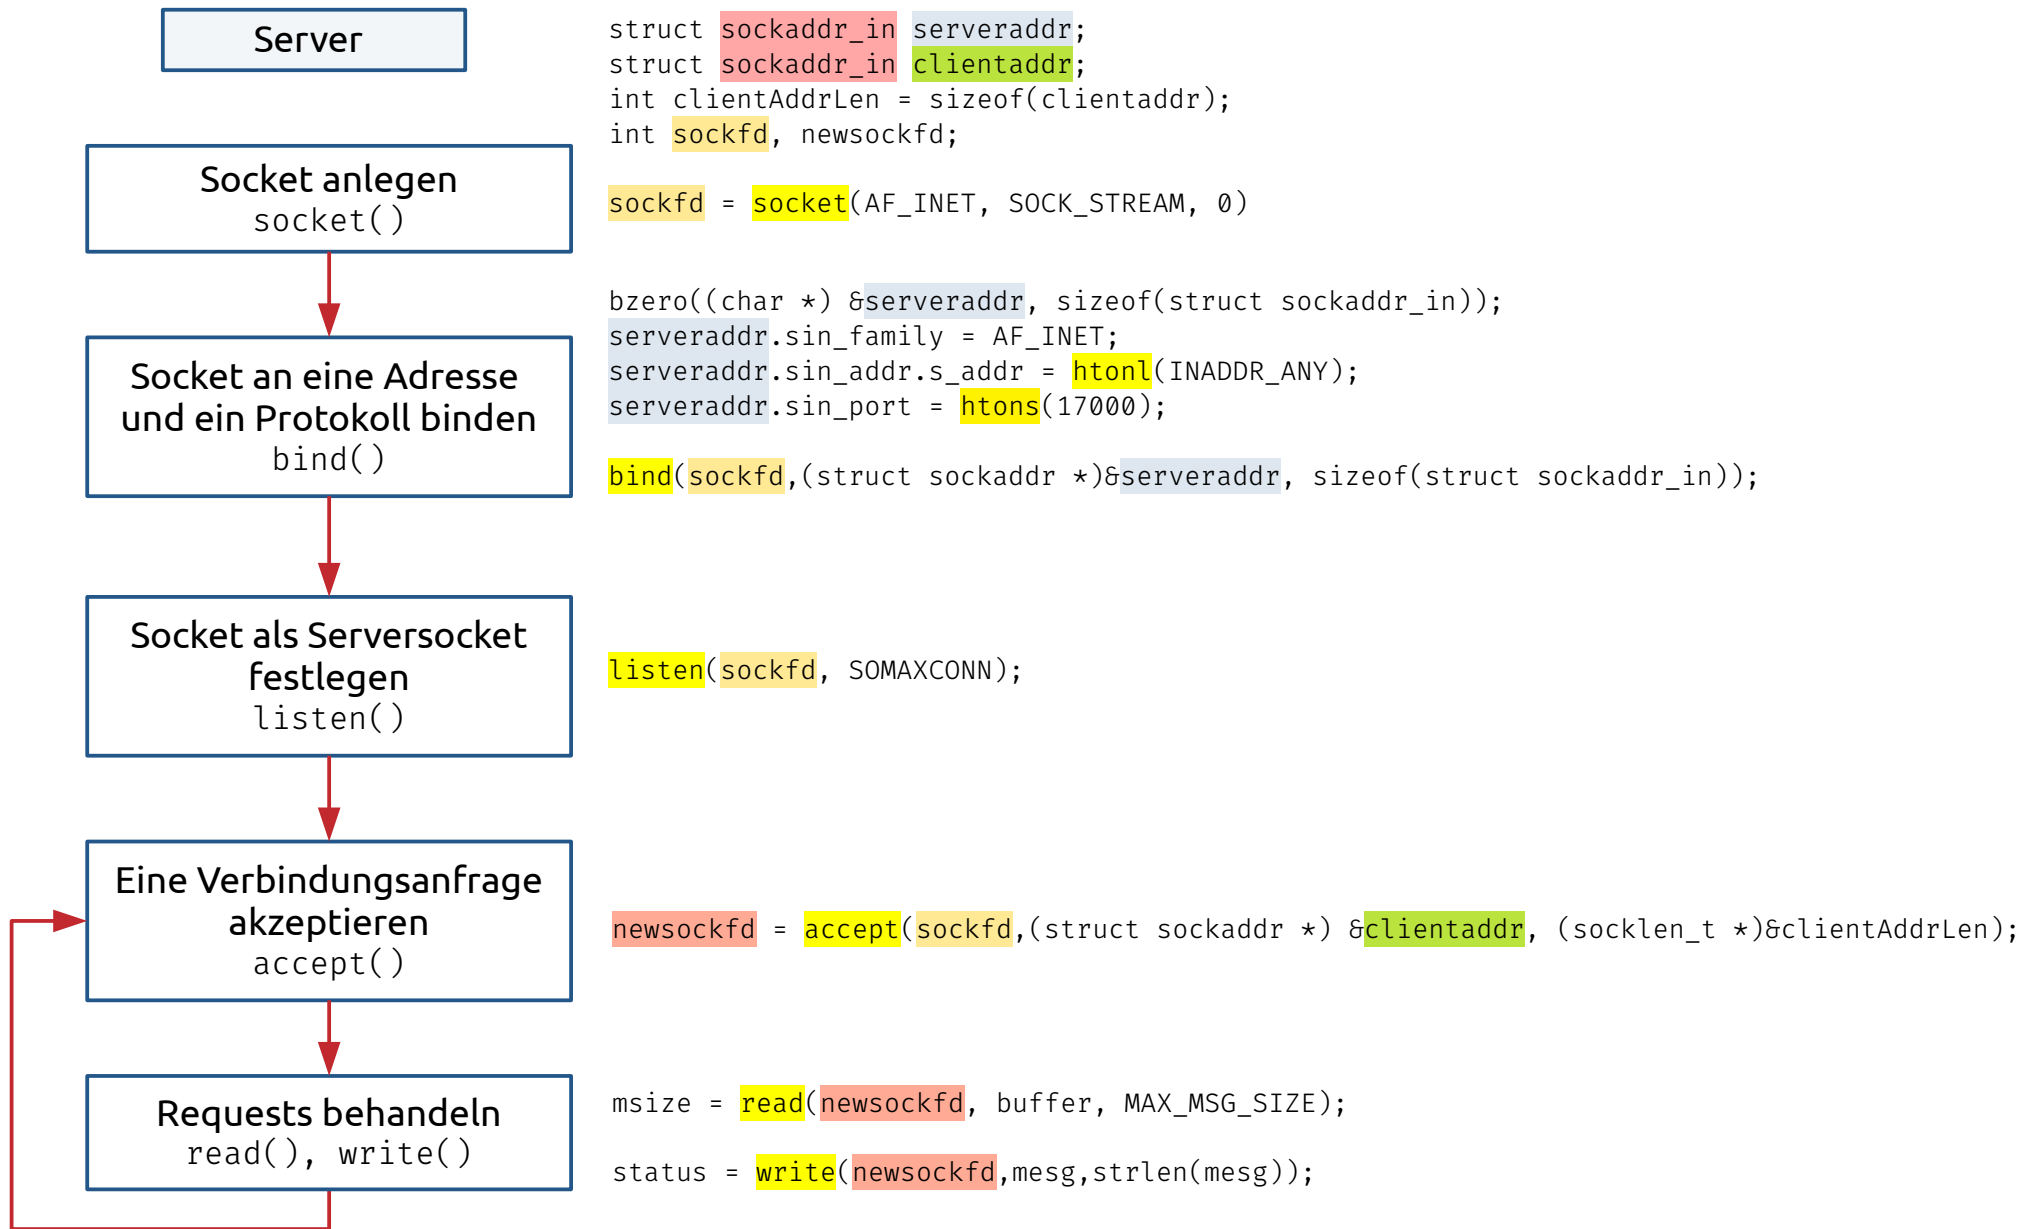 Server
struct sockaddr_in serveraddr;
struct sockaddr_in clientaddr;
int clientAddrLen = sizeof(clientaddr);
int sockfd, newsockfd;
Socket anlegen
socket()
sockfd = socket(AF_INET, SOCK_STREAM, 0)
bzero((char *) &serveraddr, sizeof(struct sockaddr_in));
serveraddr.sin_family = AF_INET;
serveraddr.sin_addr.s_addr = htonl(INADDR_ANY);
serveraddr.sin_port = htons(17000);
Socket an eine Adresse
und ein Protokoll binden
bind()
bind(sockfd,(struct sockaddr *)&serveraddr, sizeof(struct sockaddr_in));
Socket als Serversocket
festlegen
listen()
listen(sockfd, SOMAXCONN);
Eine Verbindungsanfrage
akzeptieren
accept()
newsockfd = accept(sockfd,(struct sockaddr *) &clientaddr, (socklen_t *)&clientAddrLen);
Requests behandeln
read(), write()
msize = read(newsockfd, buffer, MAX_MSG_SIZE);
status = write(newsockfd,mesg,strlen(mesg));